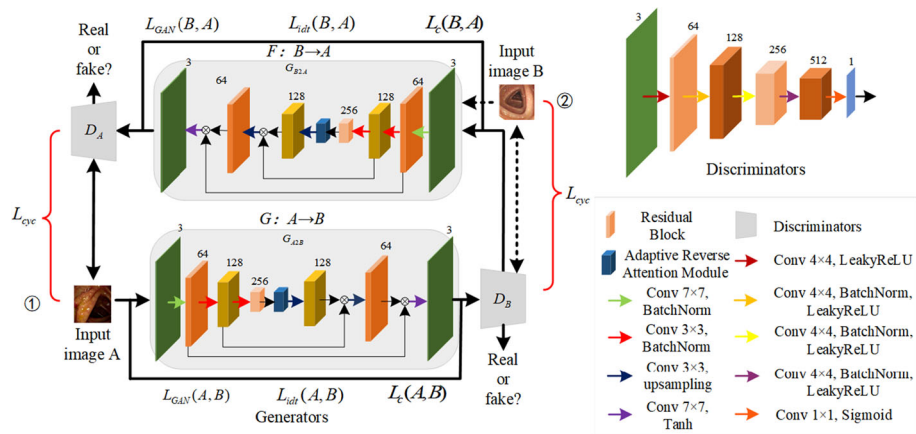 L_GAN(B, A) L_idt(B, A) L_c(B, A)
Real
or
fake?
F: B→A
G_B2A
Input
image B
②
3
64
128
256
128
64
3
D_A
L_cyc
L_cyc
G: A→B
G_A2B
3
64
128
256
128
64
3
①
Input
image A
D_B
Real
or
fake?
L_GAN(A, B) L_idt(A, B) L_c(A, B)
Generators
3
64
128
256
512
1
Discriminators
Residual
Block
Discriminators
Adaptive Reverse
Attention Module
Conv 4×4, LeakyReLU
Conv 7×7,
BatchNorm
Conv 4×4, BatchNorm,
LeakyReLU
Conv 3×3,
BatchNorm
Conv 4×4, BatchNorm,
LeakyReLU
Conv 3×3,
upsampling
Conv 4×4, BatchNorm,
LeakyReLU
Conv 7×7,
Tanh
Conv 1×1, Sigmoid